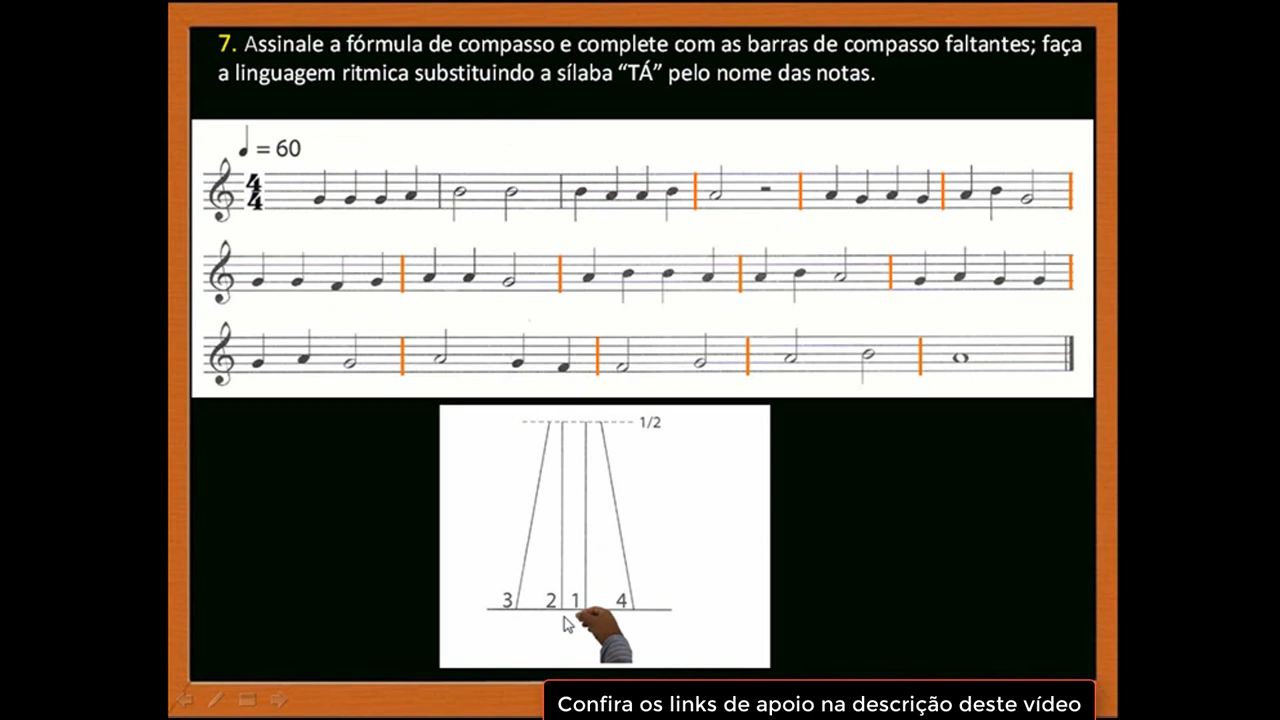 7. Assinale a fórmula de compasso e complete com as barras de compasso faltantes; faça
a linguagem ritmica substituindo a sílaba “TÁ” pelo nome das notas.
= 60
4
4
1/2
3 2 1 4
Confira os links de apoio na descrição deste vídeo